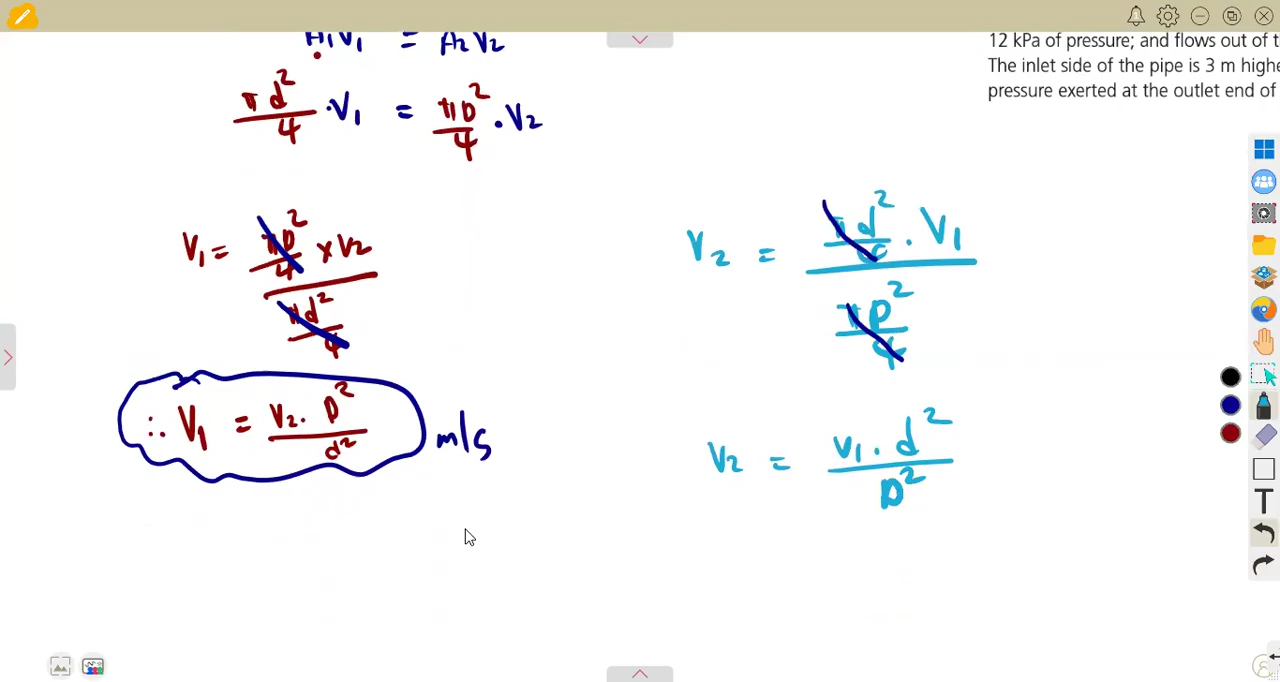 A₁V₁ = A₂V₂
12 kPa of pressure; and flows out of t
The inlet side of the pipe is 3 m highe
pressure exerted at the outlet end of
πd²/4 · V₁ = πD²/4 · V₂
V₁ = (πD²/4 × V₂) / (πd²/4)
V₂ = (πd²/4 · V₁) / (πD²/4)
∴ V₁ = V₂ · D² / d² m/s
V₂ = V₁ · d² / D²
T